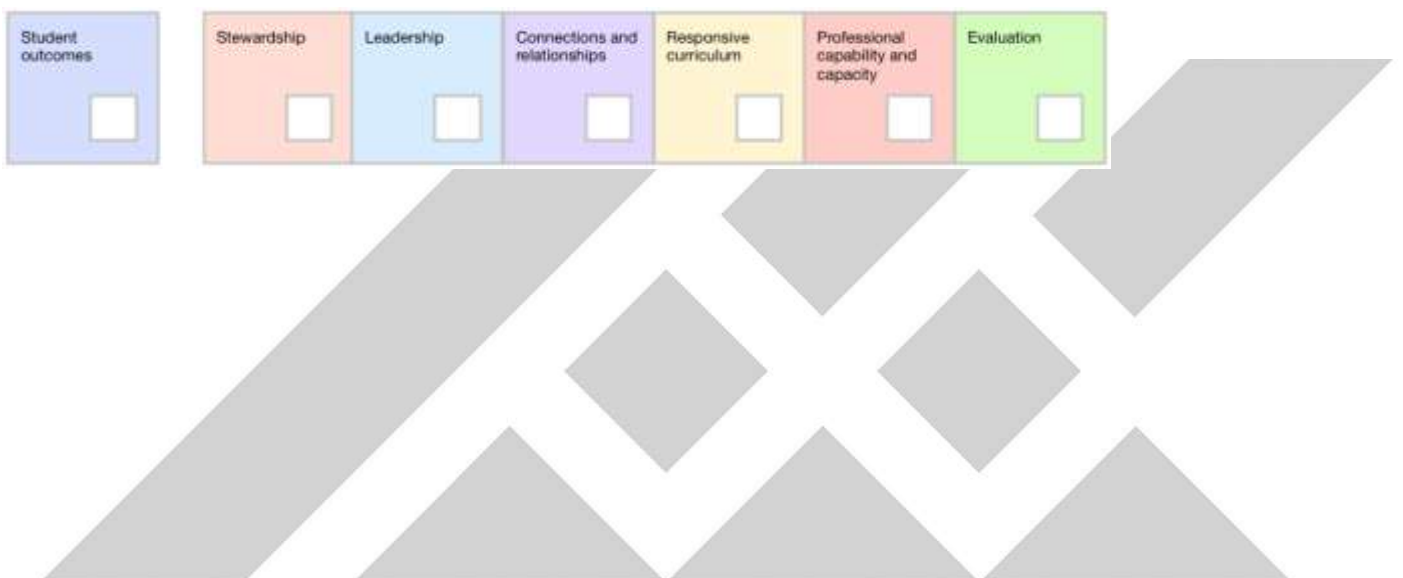 Student
outcomes
Stewardship
Leadership
Connections and
relationships
Responsive
curriculum
Professional
capability and
capacity
Evaluation